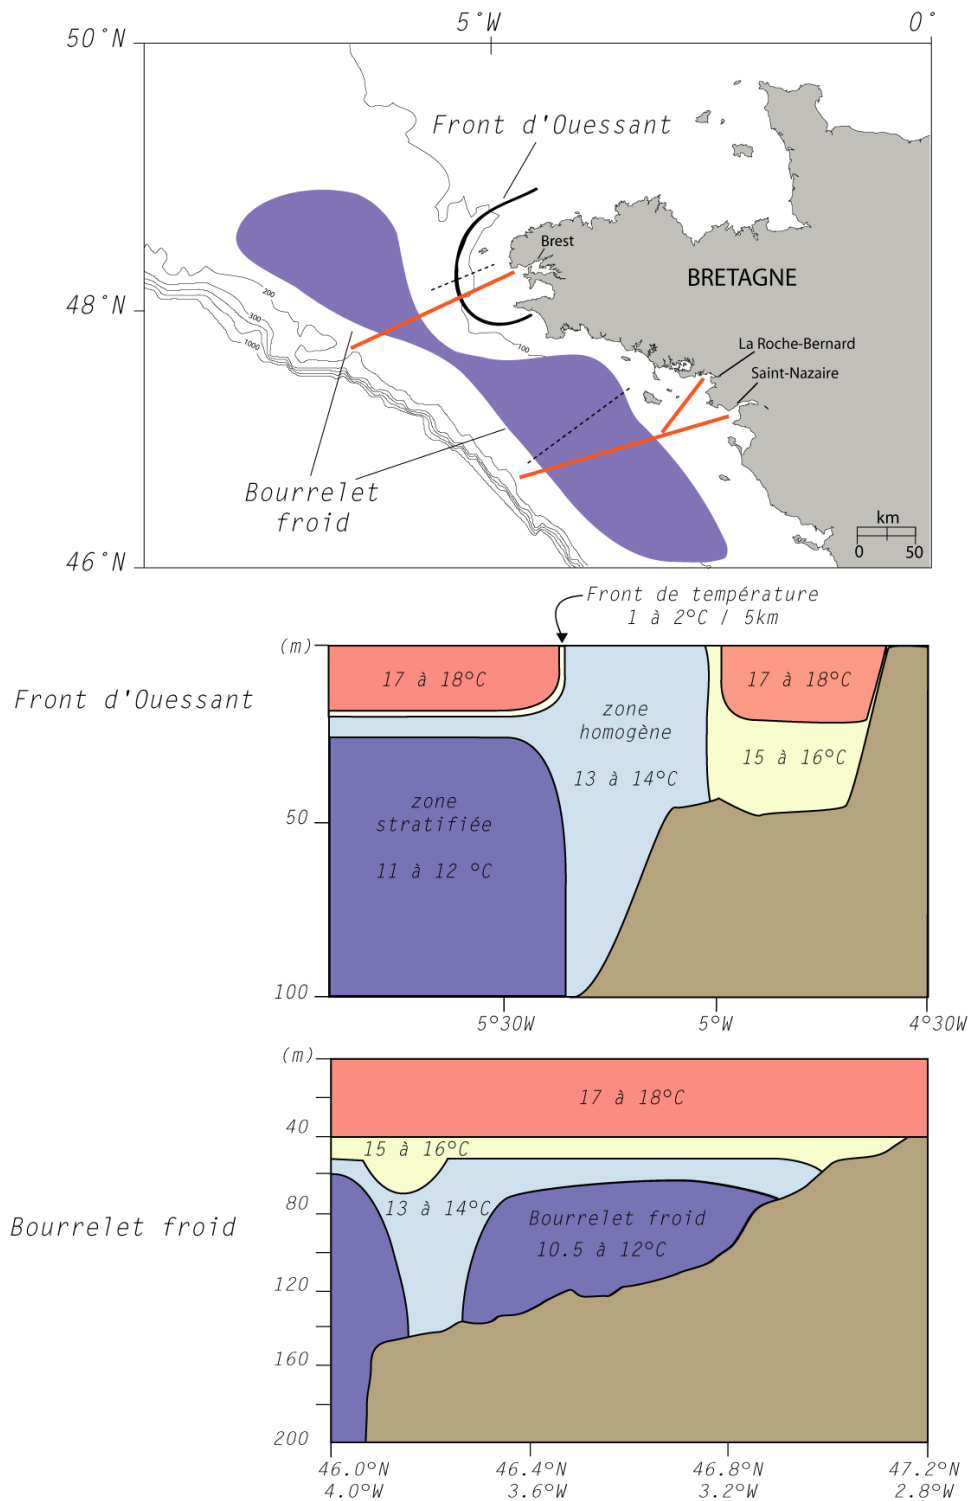 5°W
0°
50°N
Front d'Ouessant
Brest
BRETAGNE
200
48°N
300
1000
100
La Roche-Bernard
Saint-Nazaire
Bourrelet
froid
km
0 50
46°N
Front de température
1 à 2°C / 5km
(m)
Front d'Ouessant
17 à 18°C
17 à 18°C
zone
homogène
13 à 14°C
15 à 16°C
zone
stratifiée
11 à 12 °C
50
100
5°30W
5°W
4°30W
(m)
17 à 18°C
40
15 à 16°C
80
13 à 14°C
Bourrelet froid
Bourrelet froid
10.5 à 12°C
120
160
200
46.0°N
4.0°W
46.4°N
3.6°W
46.8°N
3.2°W
47.2°N
2.8°W